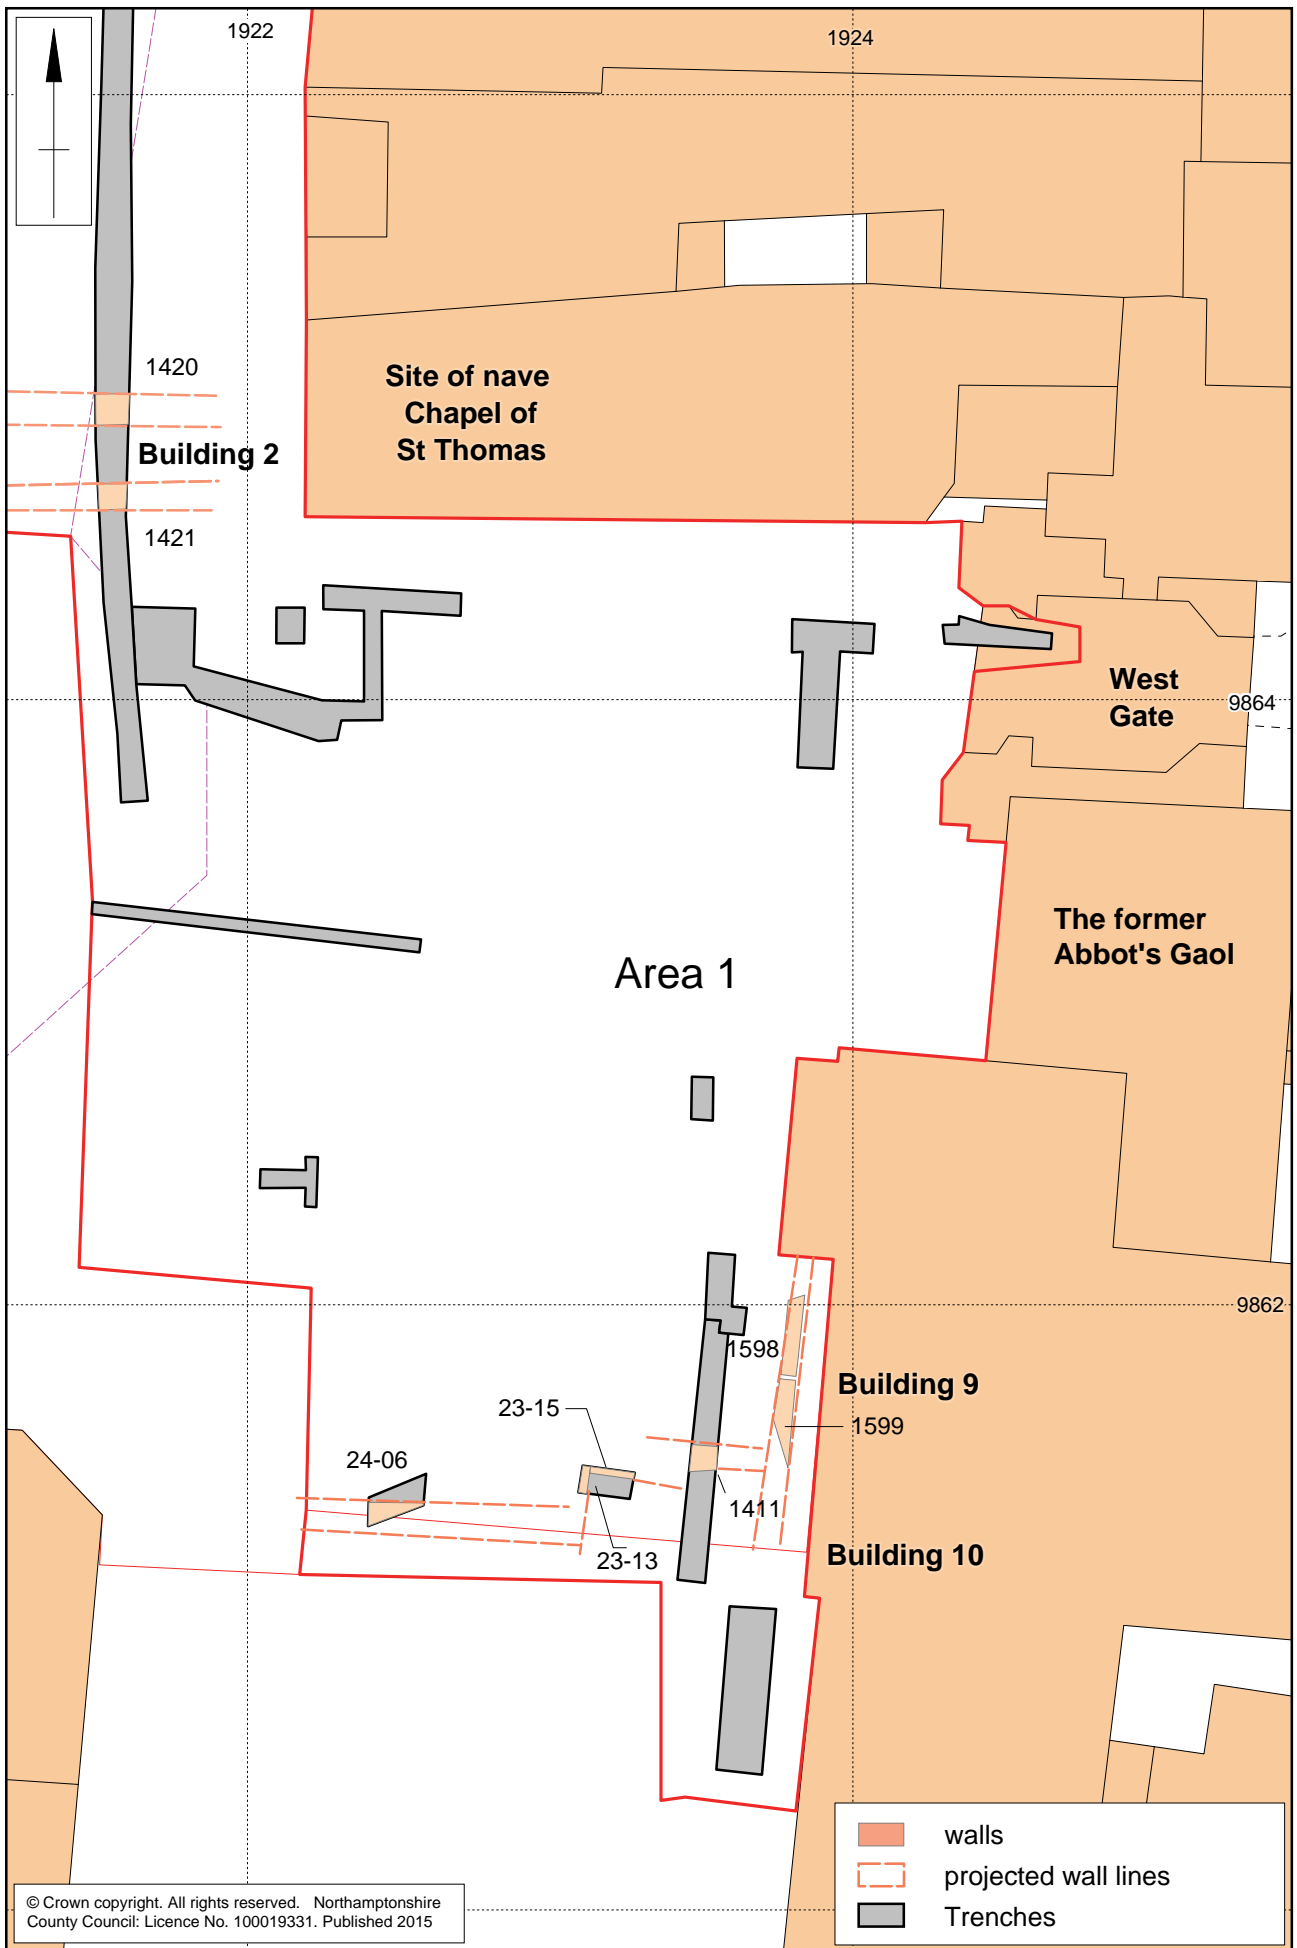 1922
1924
1420
Site of nave
Chapel of
St Thomas
Building 2
1421
West
Gate
9864
The former
Abbot's Gaol
Area 1
9862
1598
Building 9
23-15
1599
24-06
1411
23-13
Building 10
walls
projected wall lines
Trenches
© Crown copyright. All rights reserved. Northamptonshire
County Council: Licence No. 100019331. Published 2015